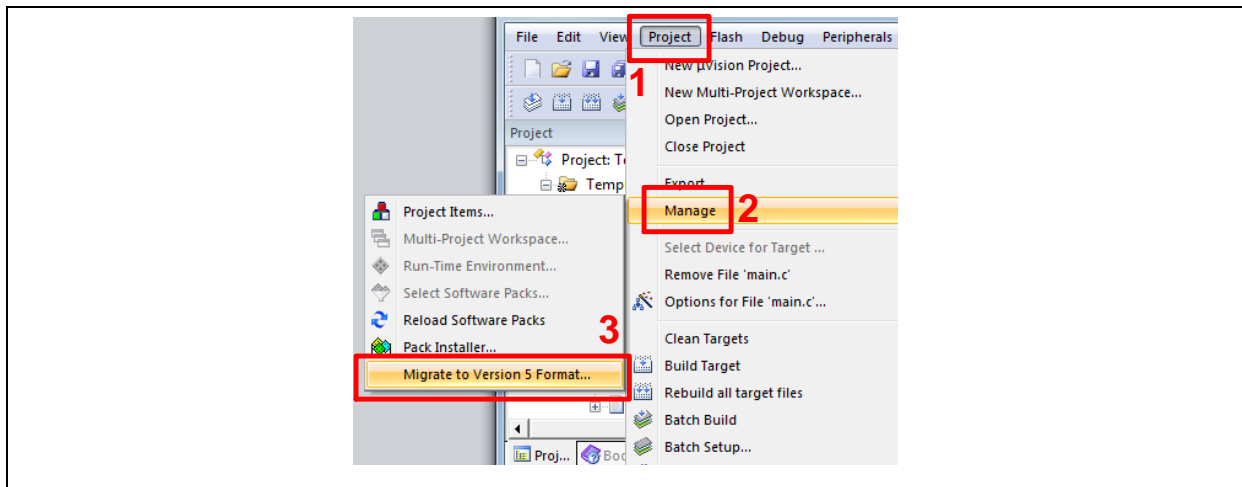 File Edit View Project Flash Debug Peripherals
1
New µVision Project...
New Multi-Project Workspace...
Open Project...
Close Project
Project
Project:
Export
Manage 2
Select Device for Target ...
Remove File 'main.c'
Options for File 'main.c'...
Clean Targets
Build Target
Rebuild all target files
Batch Build
Batch Setup...
Project Items...
Multi-Project Workspace...
Run-Time Environment...
Select Software Packs...
Reload Software Packs
3
Pack Installer...
Migrate to Version 5 Format...
Proj...